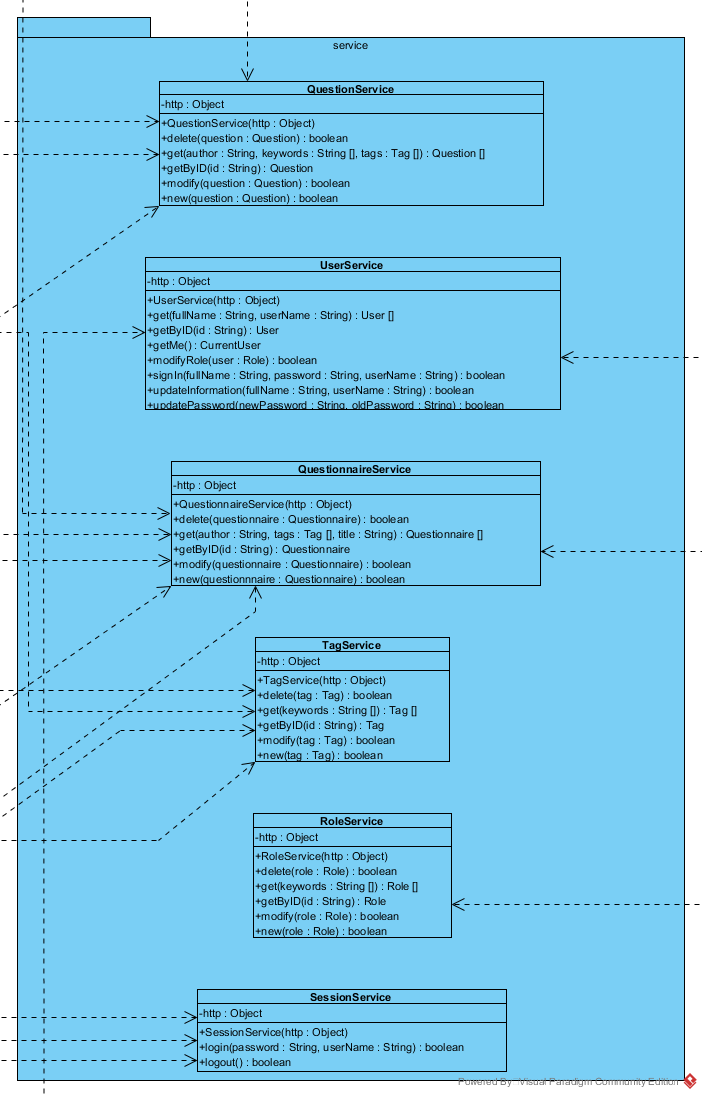 service
QuestionService
-http : Object
+QuestionService(http : Object)
+delete(question : Question) : boolean
+get(author : String, keywords : String [], tags : Tag []) : Question []
+getByID(id : String) : Question
+modify(question : Question) : boolean
+new(question : Question) : boolean
UserService
-http : Object
+UserService(http : Object)
+get(fullName : String, userName : String) : User []
+getByID(id : String) : User
+getMe() : CurrentUser
+modifyRole(user : Role) : boolean
+signIn(fullName : String, password : String, userName : String) : boolean
+updateInformation(fullName : String, userName : String) : boolean
+updatePassword(newPassword : String, oldPassword : String) : boolean
QuestionnaireService
-http : Object
+QuestionnaireService(http : Object)
+delete(questionnaire : Questionnaire) : boolean
+get(author : String, tags : Tag [], title : String) : Questionnaire []
+getByID(id : String) : Questionnaire
+modify(questionnaire : Questionnaire) : boolean
+new(questionnnaire : Questionnaire) : boolean
TagService
-http : Object
+TagService(http : Object)
+delete(tag : Tag) : boolean
+get(keywords : String []) : Tag []
+getByID(id : String) : Tag
+modify(tag : Tag) : boolean
+new(tag : Tag) : boolean
RoleService
-http : Object
+RoleService(http : Object)
+delete(role : Role) : boolean
+get(keywords : String []) : Role []
+getByID(id : String) : Role
+modify(role : Role) : boolean
+new(role : Role) : boolean
SessionService
-http : Object
+SessionService(http : Object)
+login(password : String, userName : String) : boolean
+logout() : boolean
Powered By Visual Paradigm Community Edition